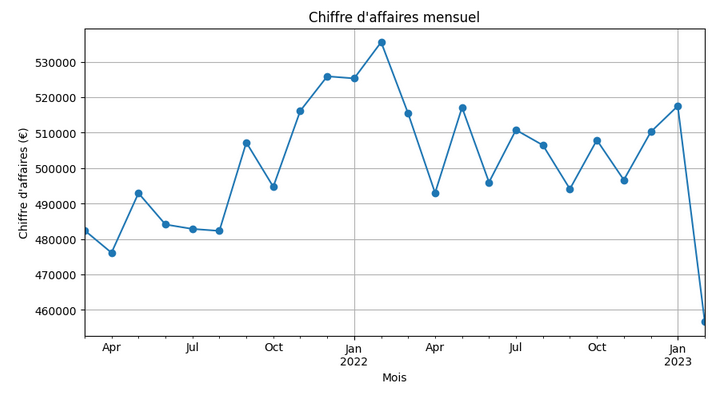 Chiffre d'affaires mensuel
Chiffre d'affaires (€)
530000
520000
510000
500000
490000
480000
470000
460000
Apr
Jul
Oct
Jan
2022
Apr
Jul
Oct
Jan
2023
Mois